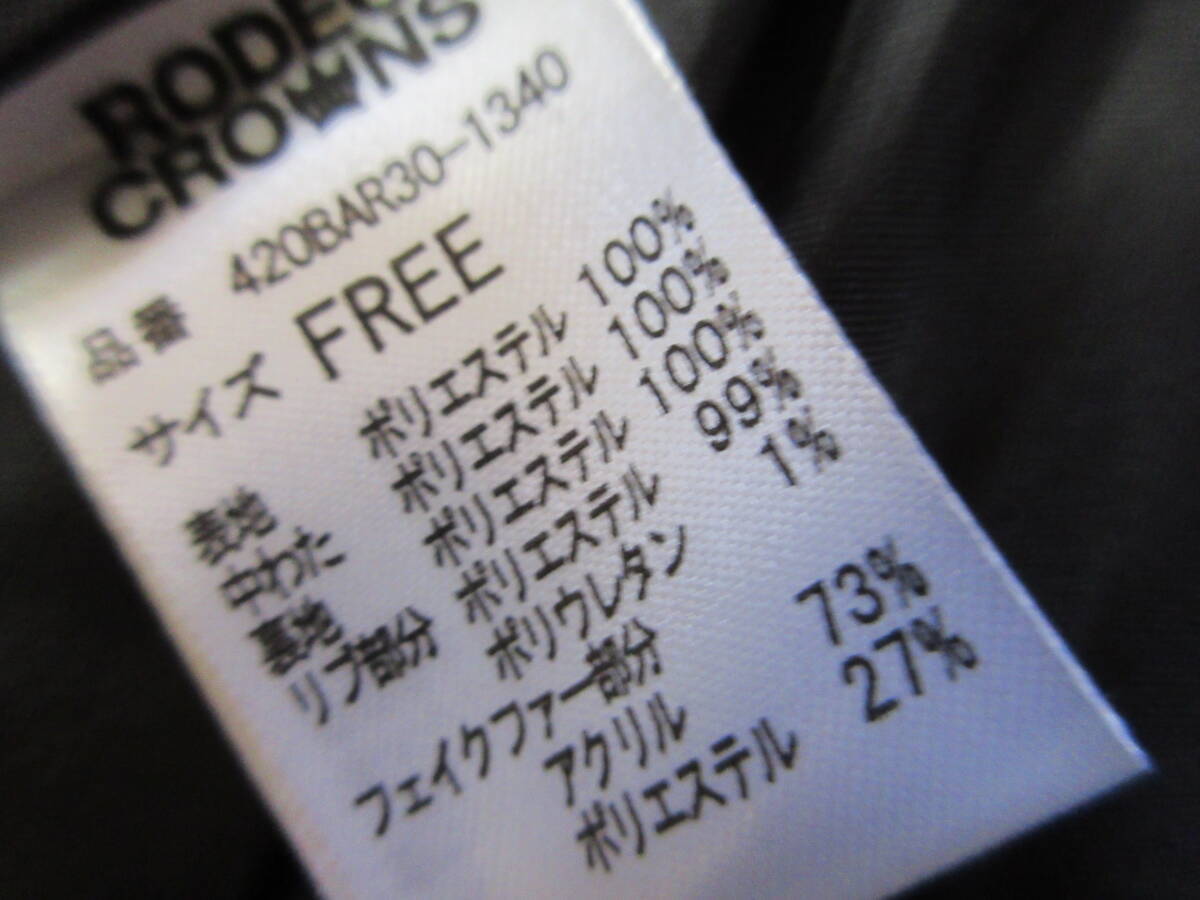 RODEO
CROWNS
品番 420BAR30-1340
サイズ FREE
表地 ポリエステル 100%
中わた ポリエステル 100%
裏地 ポリエステル 100%
リブ部分 ポリエステル 99%
ポリウレタン 1%
フェイクファー部分
アクリル 73%
ポリエステル 27%